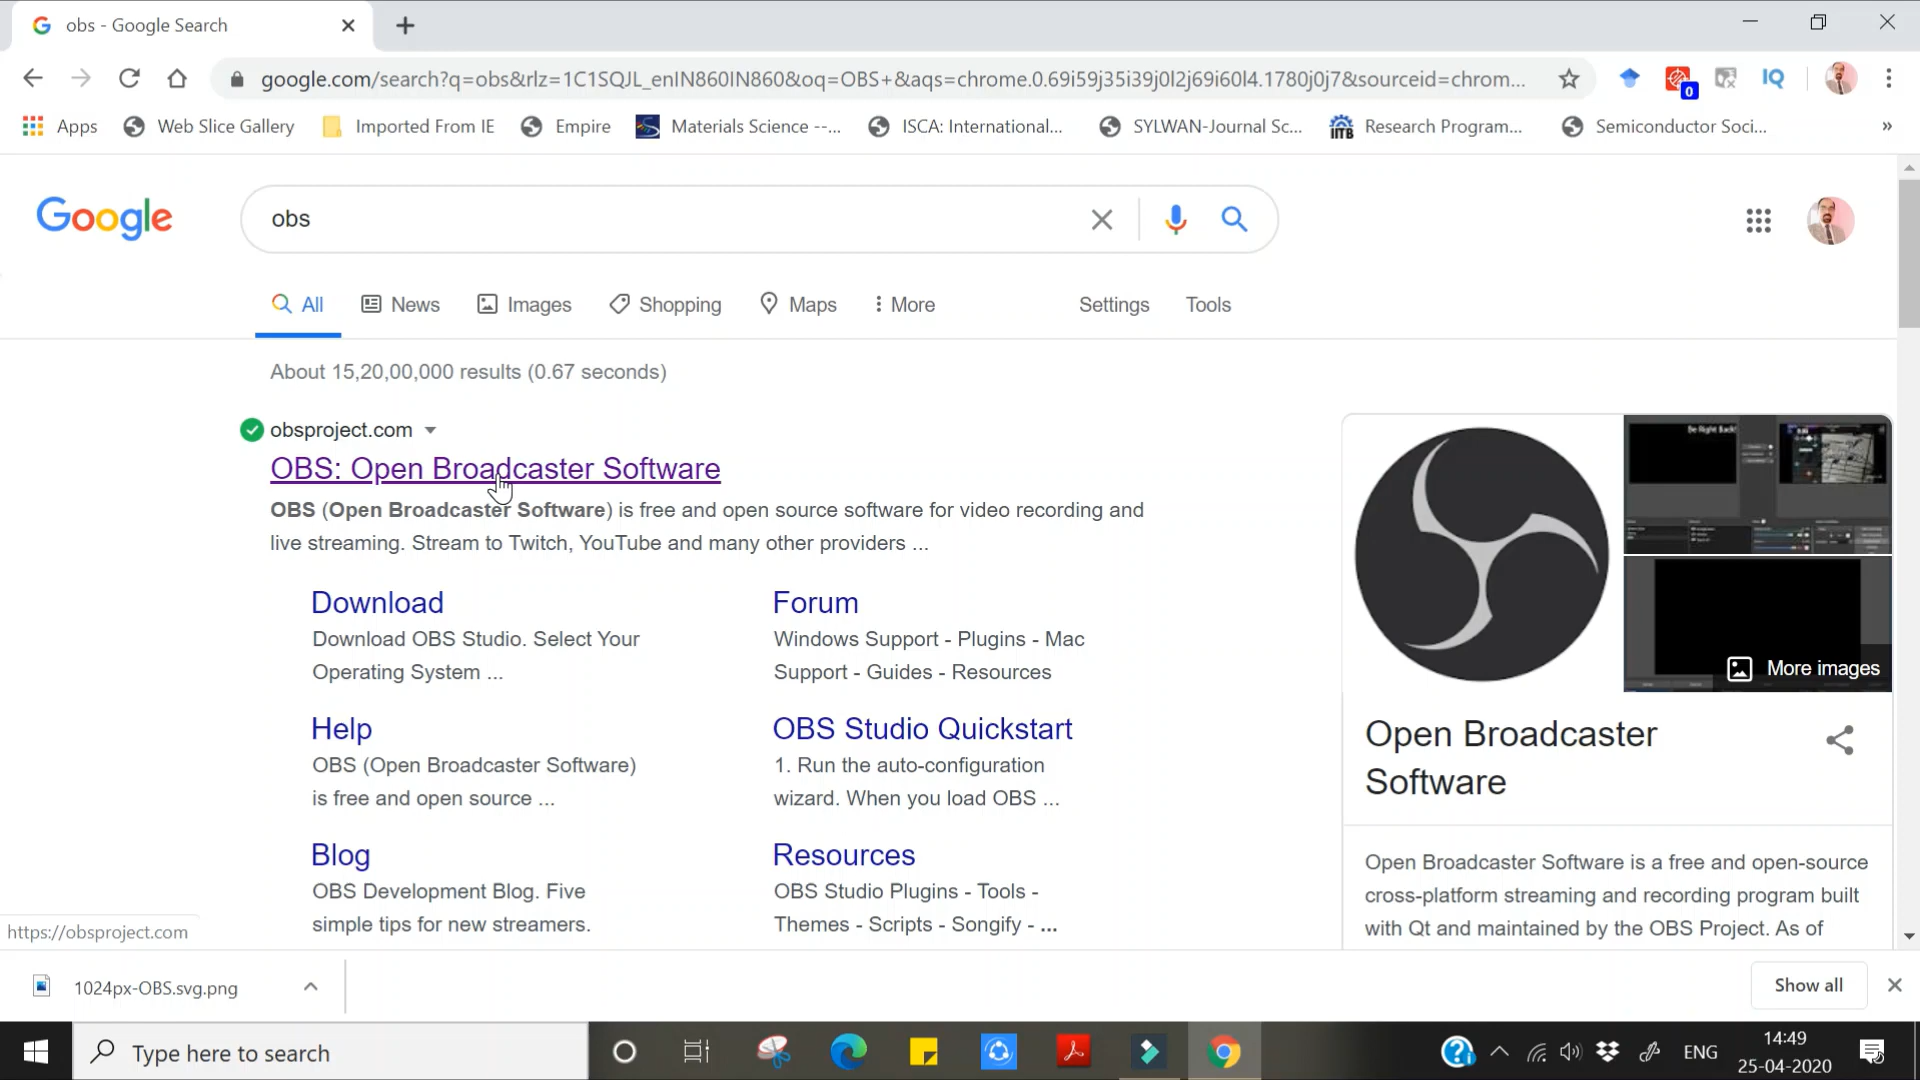 obs - Google Search
google.com/search?q=obs&rlz=1C1SQJL_enIN860IN860&oq=OBS+&aqs=chrome.0.69i59j35i39j0l2j69i60l4.1780j0j7&sourceid=chrom...
0
IQ
Apps
Web Slice Gallery
Imported From IE
Empire
Materials Science --...
ISCA: International...
SYLWAN-Journal Sc...
IITB
Research Program...
Semiconductor Soci...
»
Google
obs
All
News
Images
Shopping
Maps
More
Settings
Tools
About 15,20,00,000 results (0.67 seconds)
obsproject.com
OBS: Open Broadcaster Software
OBS (Open Broadcaster Software) is free and open source software for video recording and
live streaming. Stream to Twitch, YouTube and many other providers ...
Download
Download OBS Studio. Select Your
Operating System ...
Forum
Windows Support - Plugins - Mac
Support - Guides - Resources
Help
OBS (Open Broadcaster Software)
is free and open source ...
OBS Studio Quickstart
1. Run the auto-configuration
wizard. When you load OBS ...
Blog
OBS Development Blog. Five
simple tips for new streamers.
Resources
OBS Studio Plugins - Tools -
Themes - Scripts - Songify - ...
Be Right Back!
More images
Open Broadcaster
Software
Open Broadcaster Software is a free and open-source
cross-platform streaming and recording program built
with Qt and maintained by the OBS Project. As of
https://obsproject.com
1024px-OBS.svg.png
Show all
Type here to search
ENG
14:49
25-04-2020